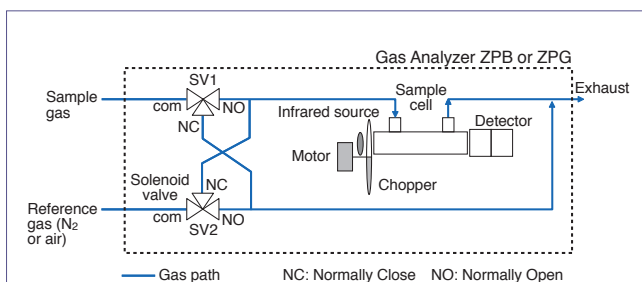 Gas Analyzer ZPB or ZPG
SV1
Sample
gas
com
NO
NC
Infrared source
Sample
cell
Exhaust
Detector
Motor
Chopper
Solenoid
valve
NC
Reference
gas (N2
or air)
com
NO
SV2
Gas path
NC: Normally Close
NO: Normally Open